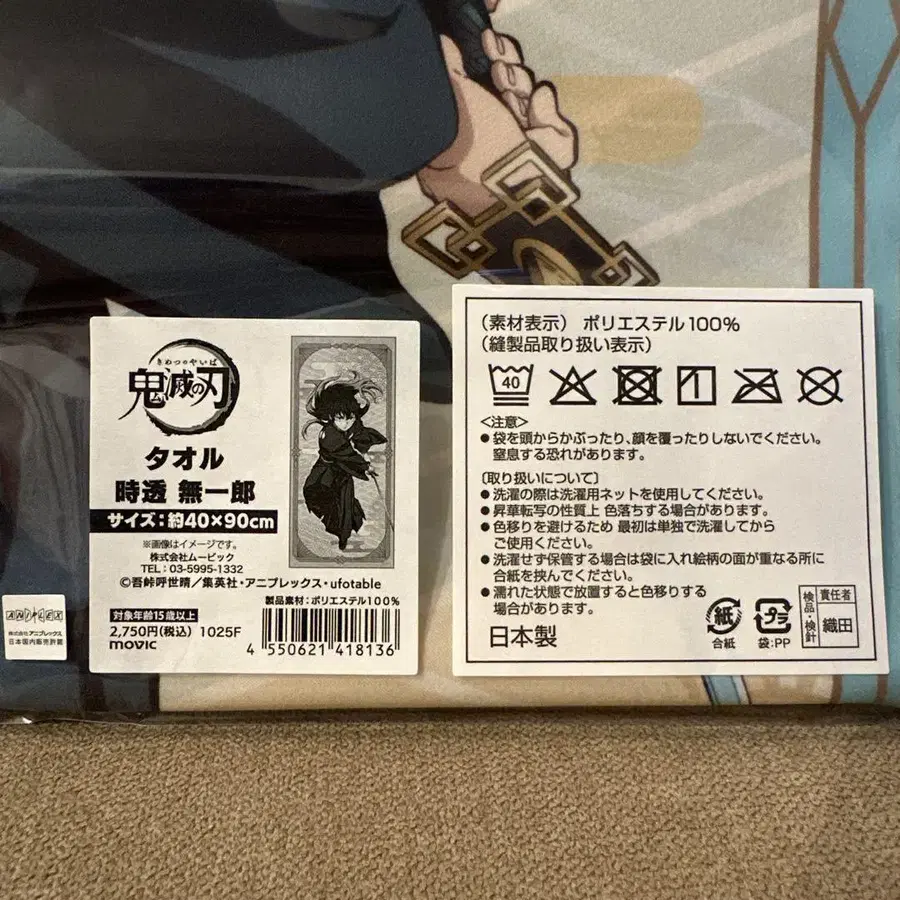 きめつのやいば
鬼滅の刃
タオル
時透 無一郎
サイズ：約40×90cm
※画像はイメージです。
株式会社ムービック
TEL：03-5995-1332
©吾峠呼世晴／集英社・アニプレックス・ufotable
製品素材：ポリエステル100%
対象年齢15歳以上
2,750円(税込) 1025F
movic
4 550621 418136
ANIPLEX
株式会社アニプレックス
日本国内販売許諾
（素材表示） ポリエステル100%
（縫製品取り扱い表示）
40
＜注意＞
●袋を頭からかぶったり、顔を覆ったりしないでください。
窒息する恐れがあります。
〔取り扱いについて〕
●洗濯の際は洗濯用ネットを使用してください。
●昇華転写の性質上 色落ちする場合があります。
●色移りを避けるため 最初は単独で洗濯してから
ご使用ください。
●洗濯せず保管する場合は袋に入れ絵柄の面が重なる所に
合紙を挟んでください。
●濡れた状態で放置すると色移りする
場合があります。
日本製
紙
合紙
プラ
袋：PP
検品・検針
責任者
織田